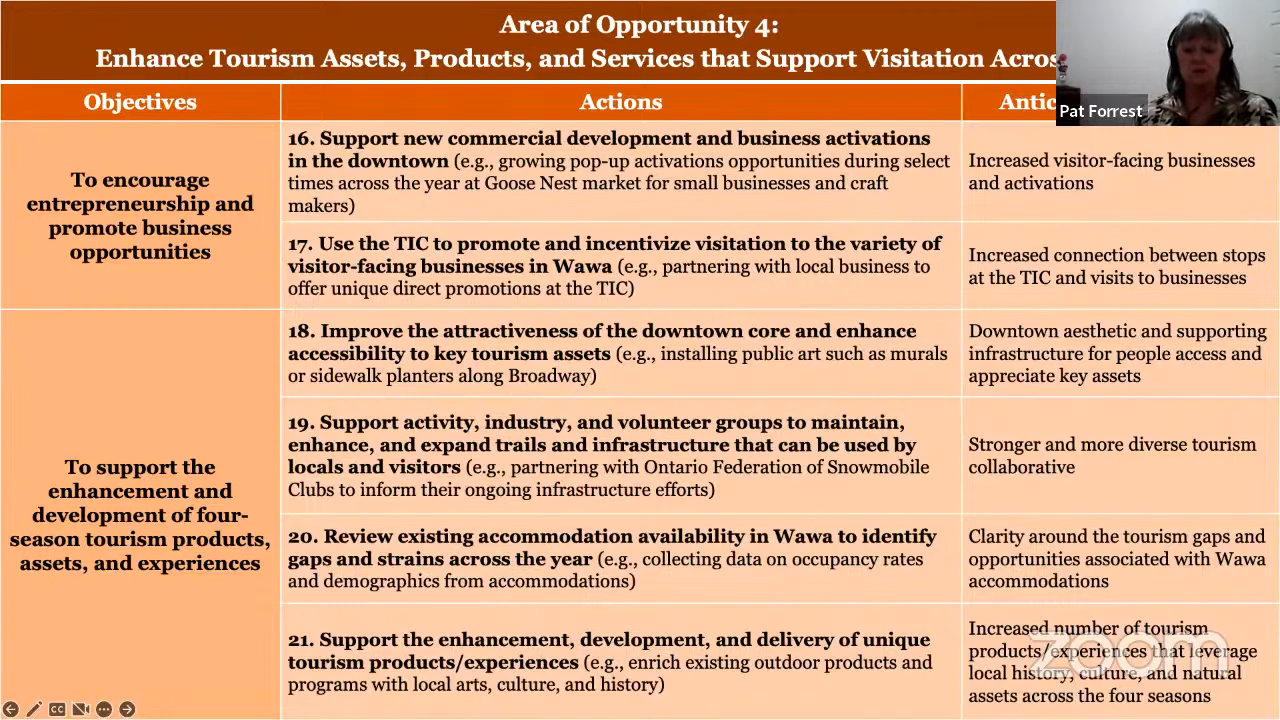 Area of Opportunity 4:
Enhance Tourism Assets, Products, and Services that Support Visitation
Pat Forrest
Objectives
Actions
To encourage
entrepreneurship and
promote business
opportunities
16. Support new commercial development and business activations
in the downtown (e.g., growing pop-up activations opportunities during select
times across the year at Goose Nest market for small businesses and craft
makers)
Increased visitor-facing businesses
and activations
17. Use the TIC to promote and incentivize visitation to the variety of
visitor-facing businesses in Wawa (e.g., partnering with local business to
offer unique direct promotions at the TIC)
Increased connection between stops
at the TIC and visits to businesses
To support the
enhancement and
development of four-
season tourism products,
assets, and experiences
18. Improve the attractiveness of the downtown core and enhance
accessibility to key tourism assets (e.g., installing public art such as murals
or sidewalk planters along Broadway)
Downtown aesthetic and supporting
infrastructure for people access and
appreciate key assets
19. Support activity, industry, and volunteer groups to maintain,
enhance, and expand trails and infrastructure that can be used by
locals and visitors (e.g., partnering with Ontario Federation of Snowmobile
Clubs to inform their ongoing infrastructure efforts)
Stronger and more diverse tourism
collaborative
20. Review existing accommodation availability in Wawa to identify
gaps and strains across the year (e.g., collecting data on occupancy rates
and demographics from accommodations)
Clarity around the tourism gaps and
opportunities associated with Wawa
accommodations
21. Support the enhancement, development, and delivery of unique
tourism products/experiences (e.g., enrich existing outdoor products and
programs with local arts, culture, and history)
Increased number of tourism
products/experiences that leverage
local history, culture, and natural
assets across the four seasons
zoom